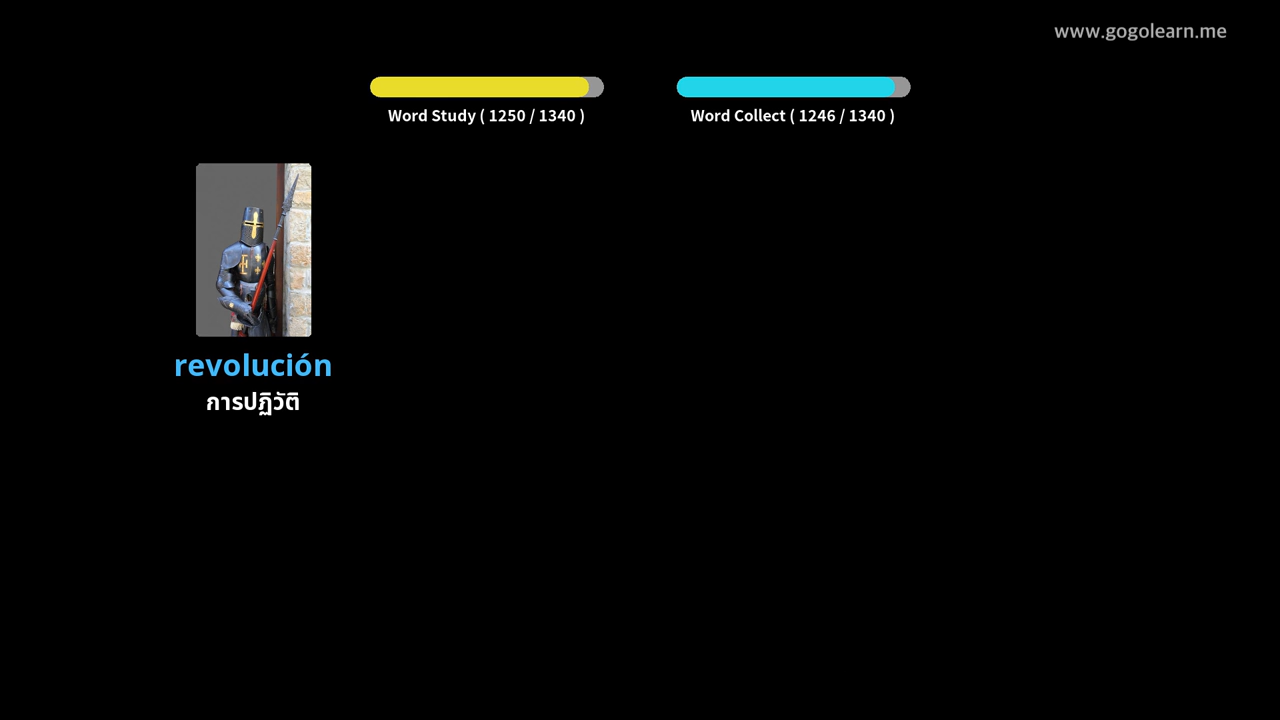 www.gogolearn.me
Word Study ( 1250 / 1340 )
Word Collect ( 1246 / 1340 )
revolución
การปฏิวัติ